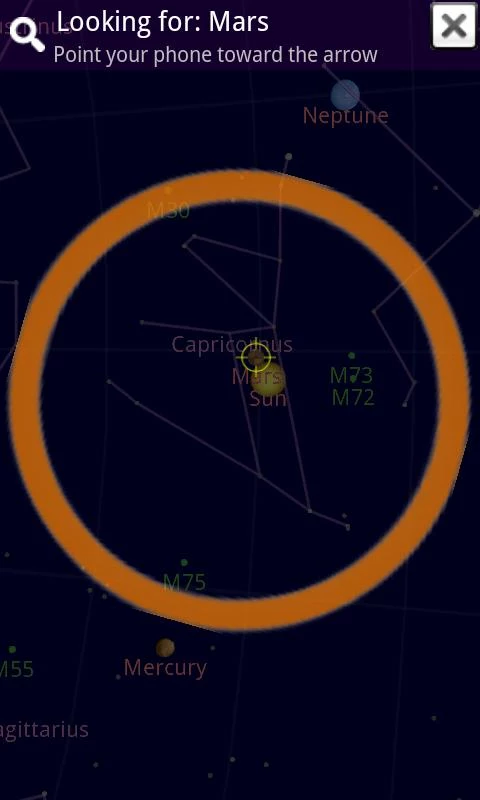 Looking for: Mars
Point your phone toward the arrow
Neptune
M30
Capricornus
Mars
Sun
M73
M72
M75
Mercury
M55
agittarius